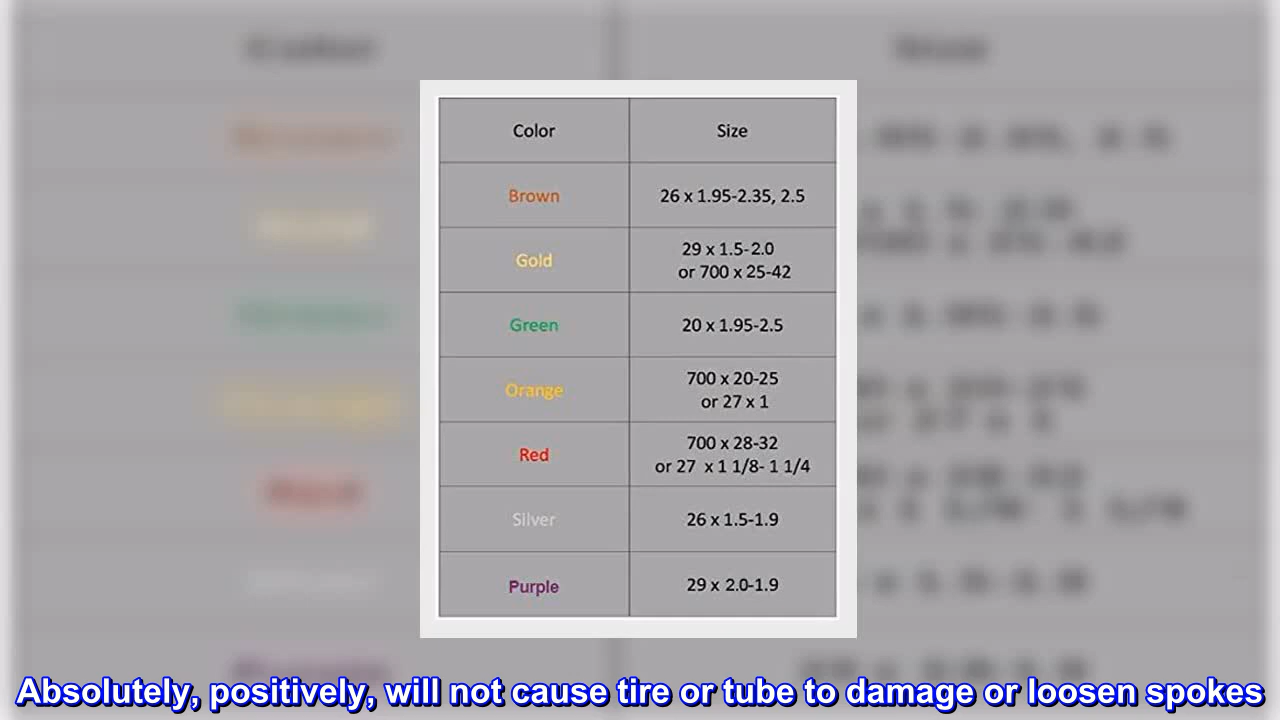 Color Size
Brown 26 x 1.95-2.35, 2.5
Gold 29 x 1.5-2.0
or 700 x 25-42
Green 20 x 1.95-2.5
Orange 700 x 20-25
or 27 x 1
Red 700 x 28-32
or 27 x 1 1/8- 1 1/4
Silver 26 x 1.5-1.9
Purple 29 x 2.0-1.9
Absolutely, positively, will not cause tire or tube to damage or loosen spokes